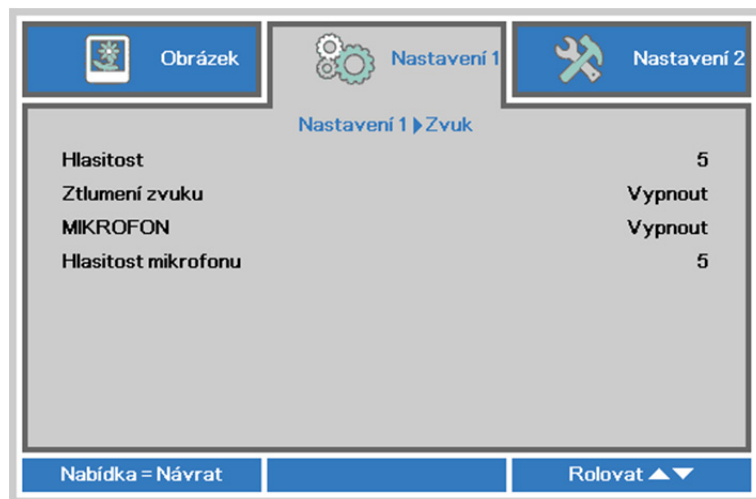 Obrázek Nastavení 1 Nastavení 2
Nastavení 1 ▶ Zvuk
Hlasitost 5
Ztlumení zvuku Vypnout
MIKROFON Vypnout
Hlasitost mikrofonu 5
Nabídka = Návrat Rolovat ▲▼